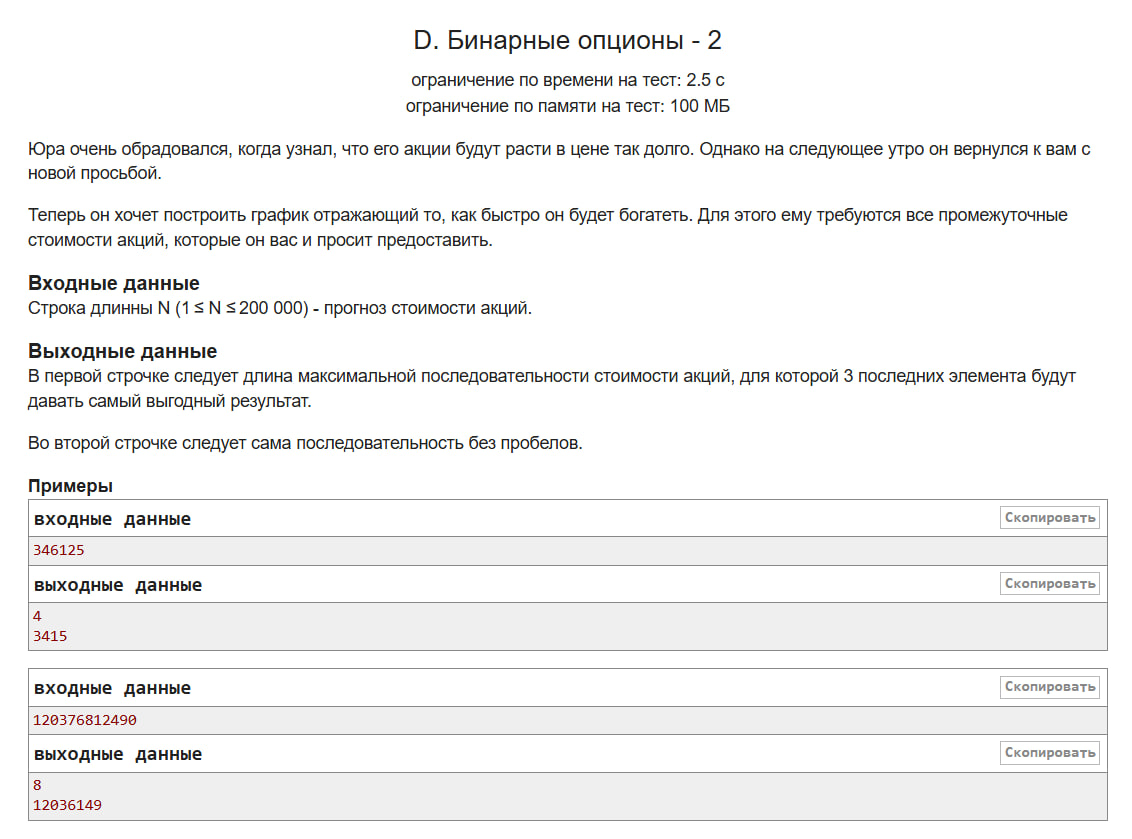 D. Бинарные опционы - 2
ограничение по времени на тест: 2.5 с
ограничение по памяти на тест: 100 МБ
Юра очень обрадовался, когда узнал, что его акции будут расти в цене так долго. Однако на следующее утро он вернулся к вам с
новой просьбой.
Теперь он хочет построить график отражающий то, как быстро он будет богатеть. Для этого ему требуются все промежуточные
стоимости акций, которые он вас и просит предоставить.
Входные данные
Строка длинны N (1 ≤ N ≤ 200 000) - прогноз стоимости акций.
Выходные данные
В первой строчке следует длина максимальной последовательности стоимости акций, для которой 3 последних элемента будут
давать самый выгодный результат.
Во второй строчке следует сама последовательность без пробелов.
Примеры
входные данные Скопировать
346125
выходные данные Скопировать
4
3415
входные данные Скопировать
120376812490
выходные данные Скопировать
8
12036149